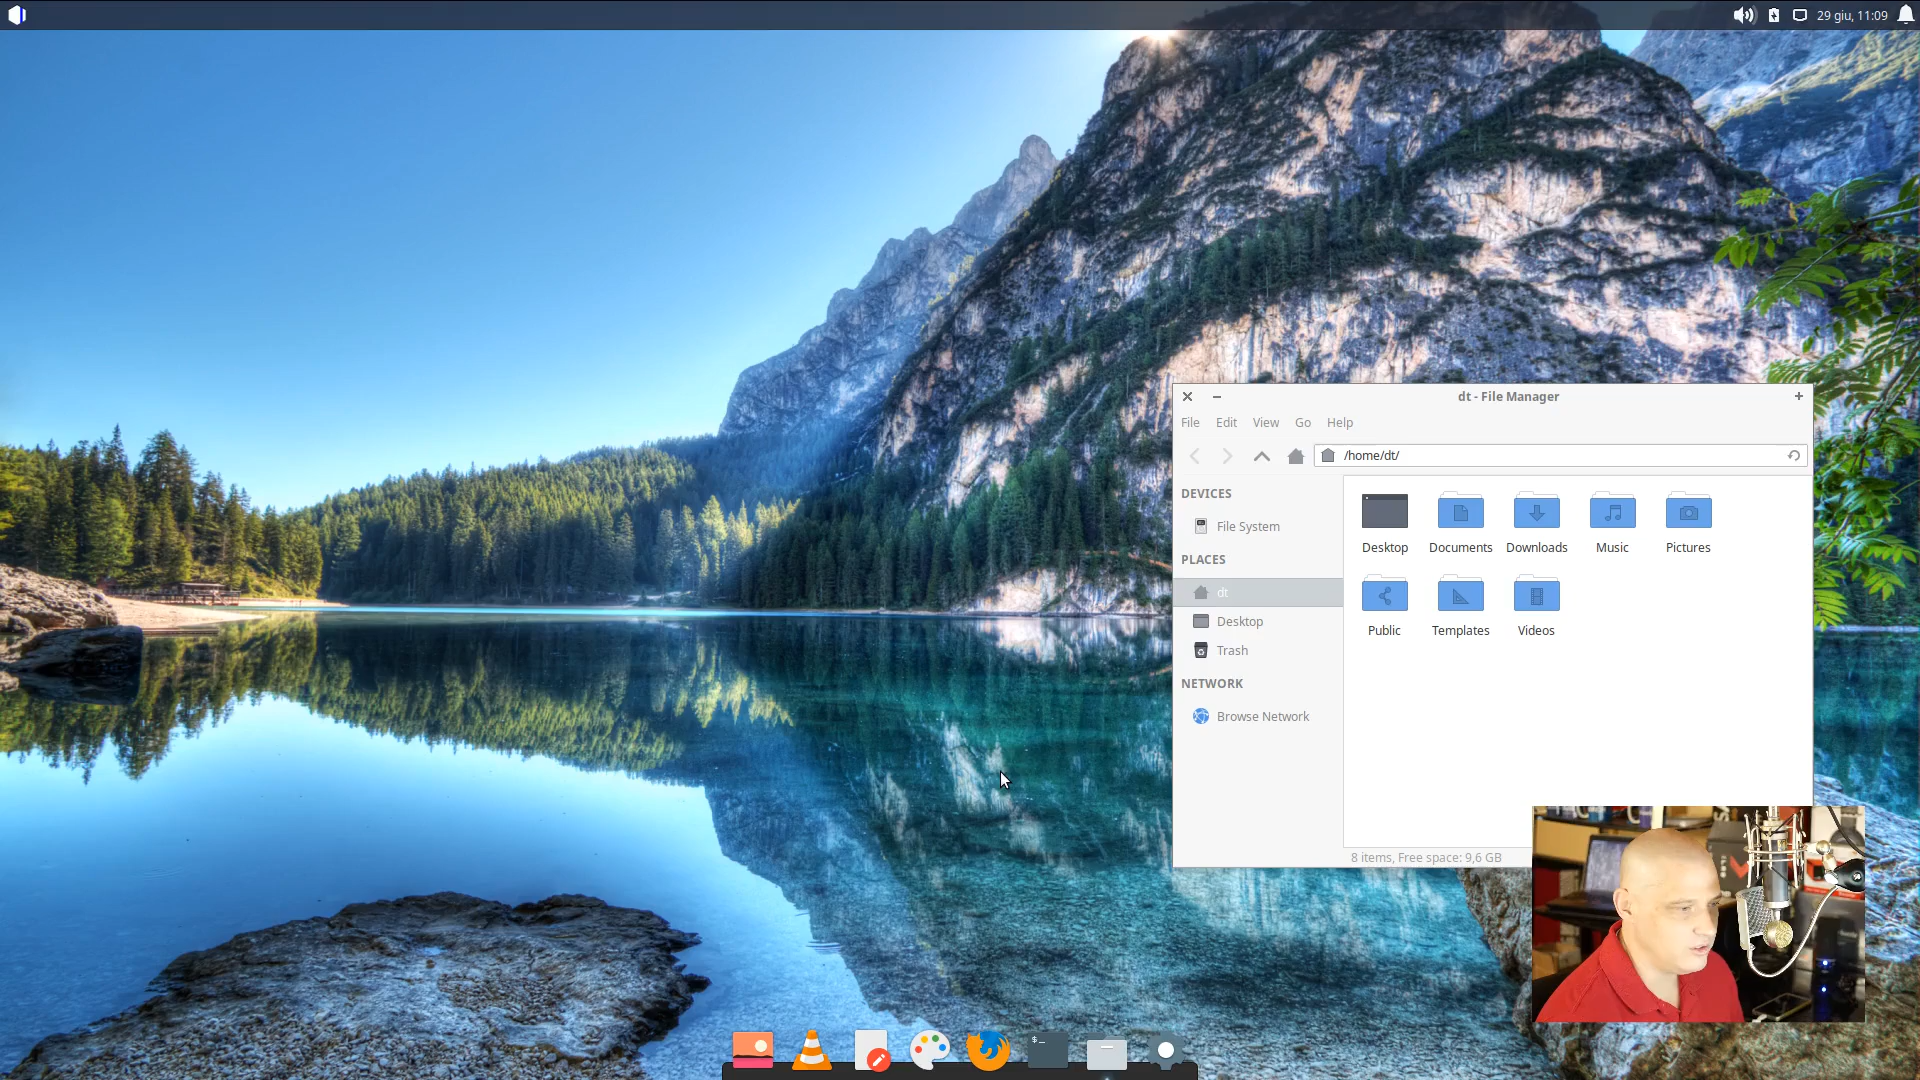 29 giu, 11:09
dt - File Manager
File Edit View Go Help
/home/dt/
DEVICES
File System
PLACES
dt
Desktop
Trash
NETWORK
Browse Network
Desktop Documents Downloads Music Pictures
Public Templates Videos
8 items, Free space: 9,6 GB
$_